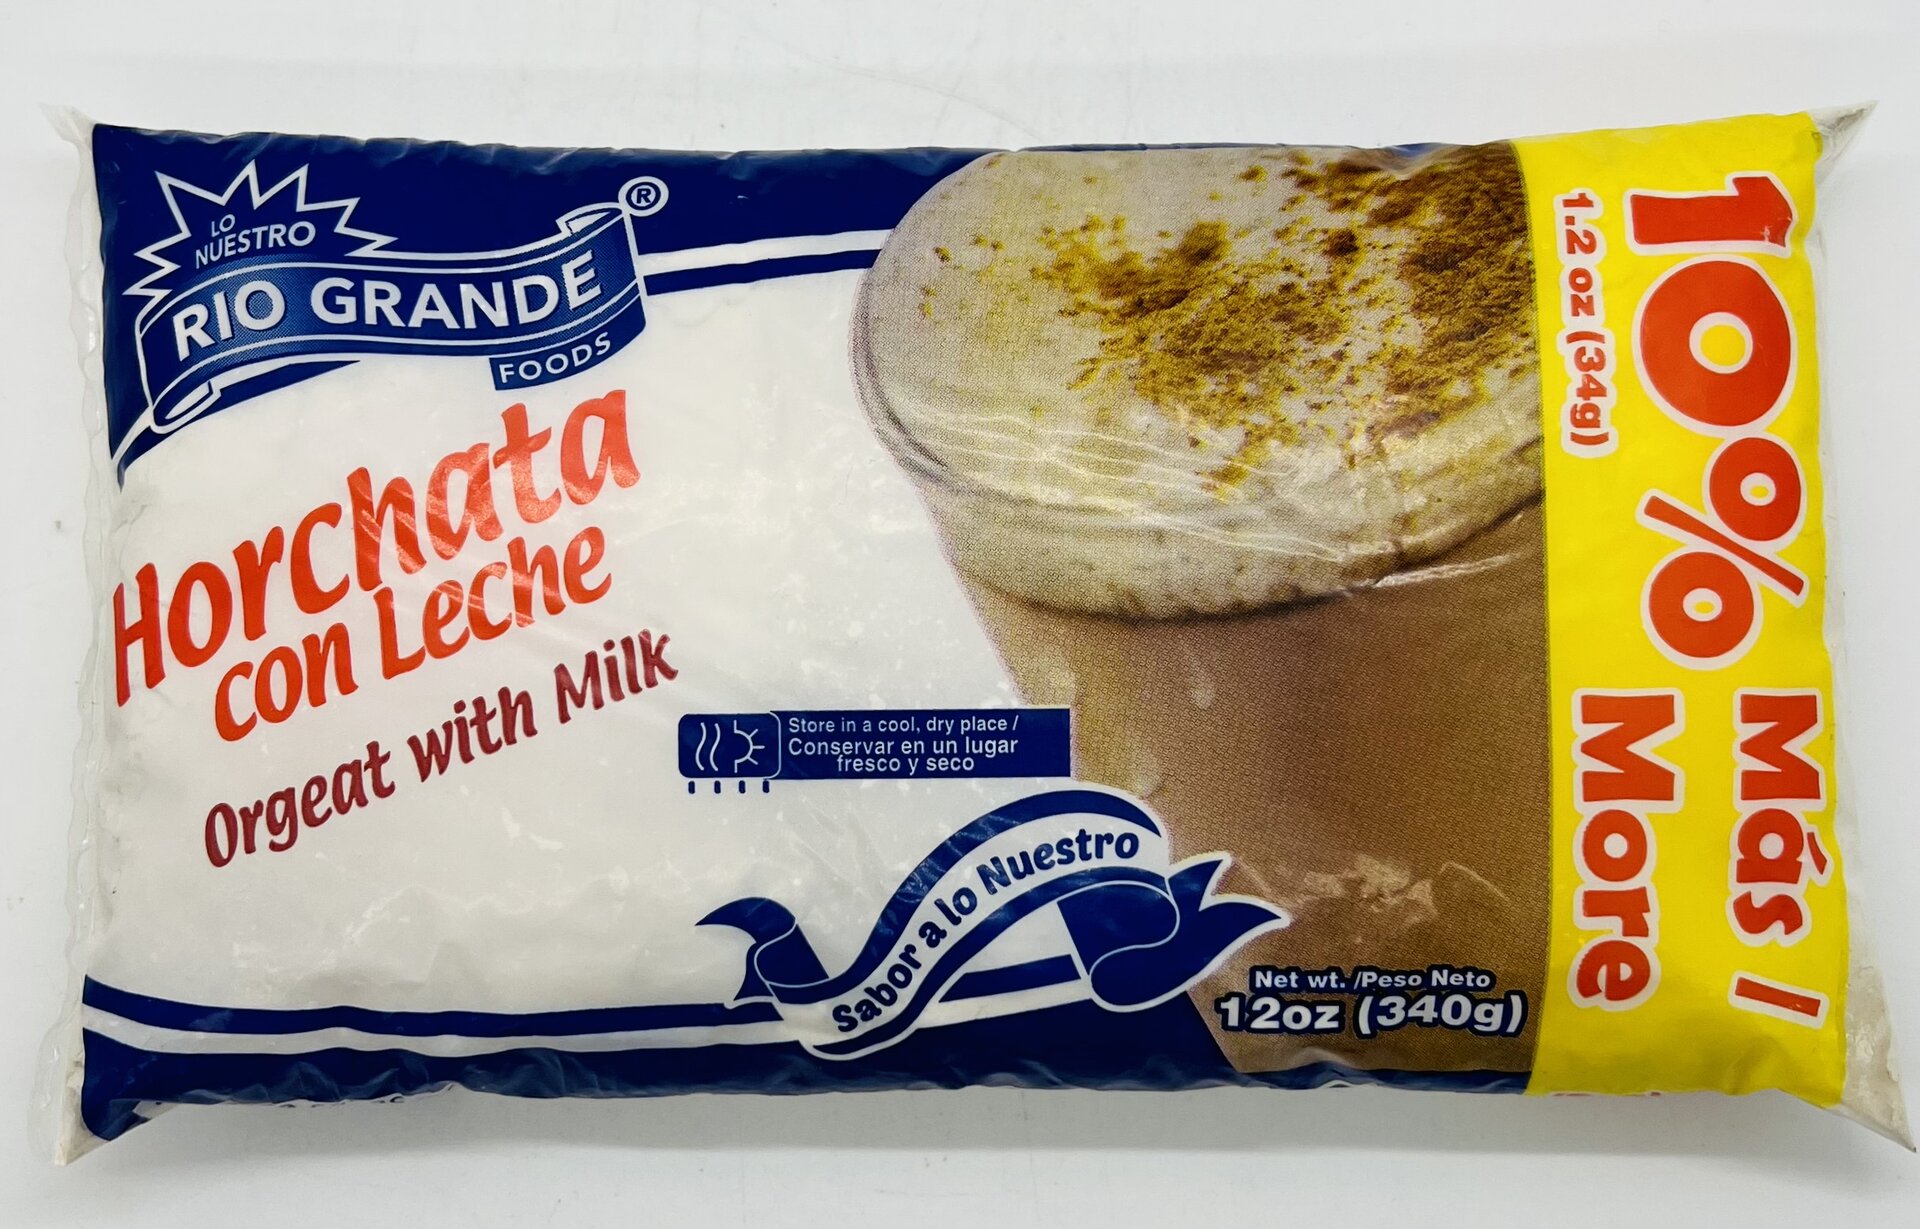 LO
NUESTRO
RIO GRANDE
®
FOODS
Horchata
con Leche
Orgeat with Milk
Store in a cool, dry place /
Conservar en un lugar
fresco y seco
Sabor a lo Nuestro
Net wt. /Peso Neto
12oz (340g)
10% Más /
More
1.2 oz (34g)